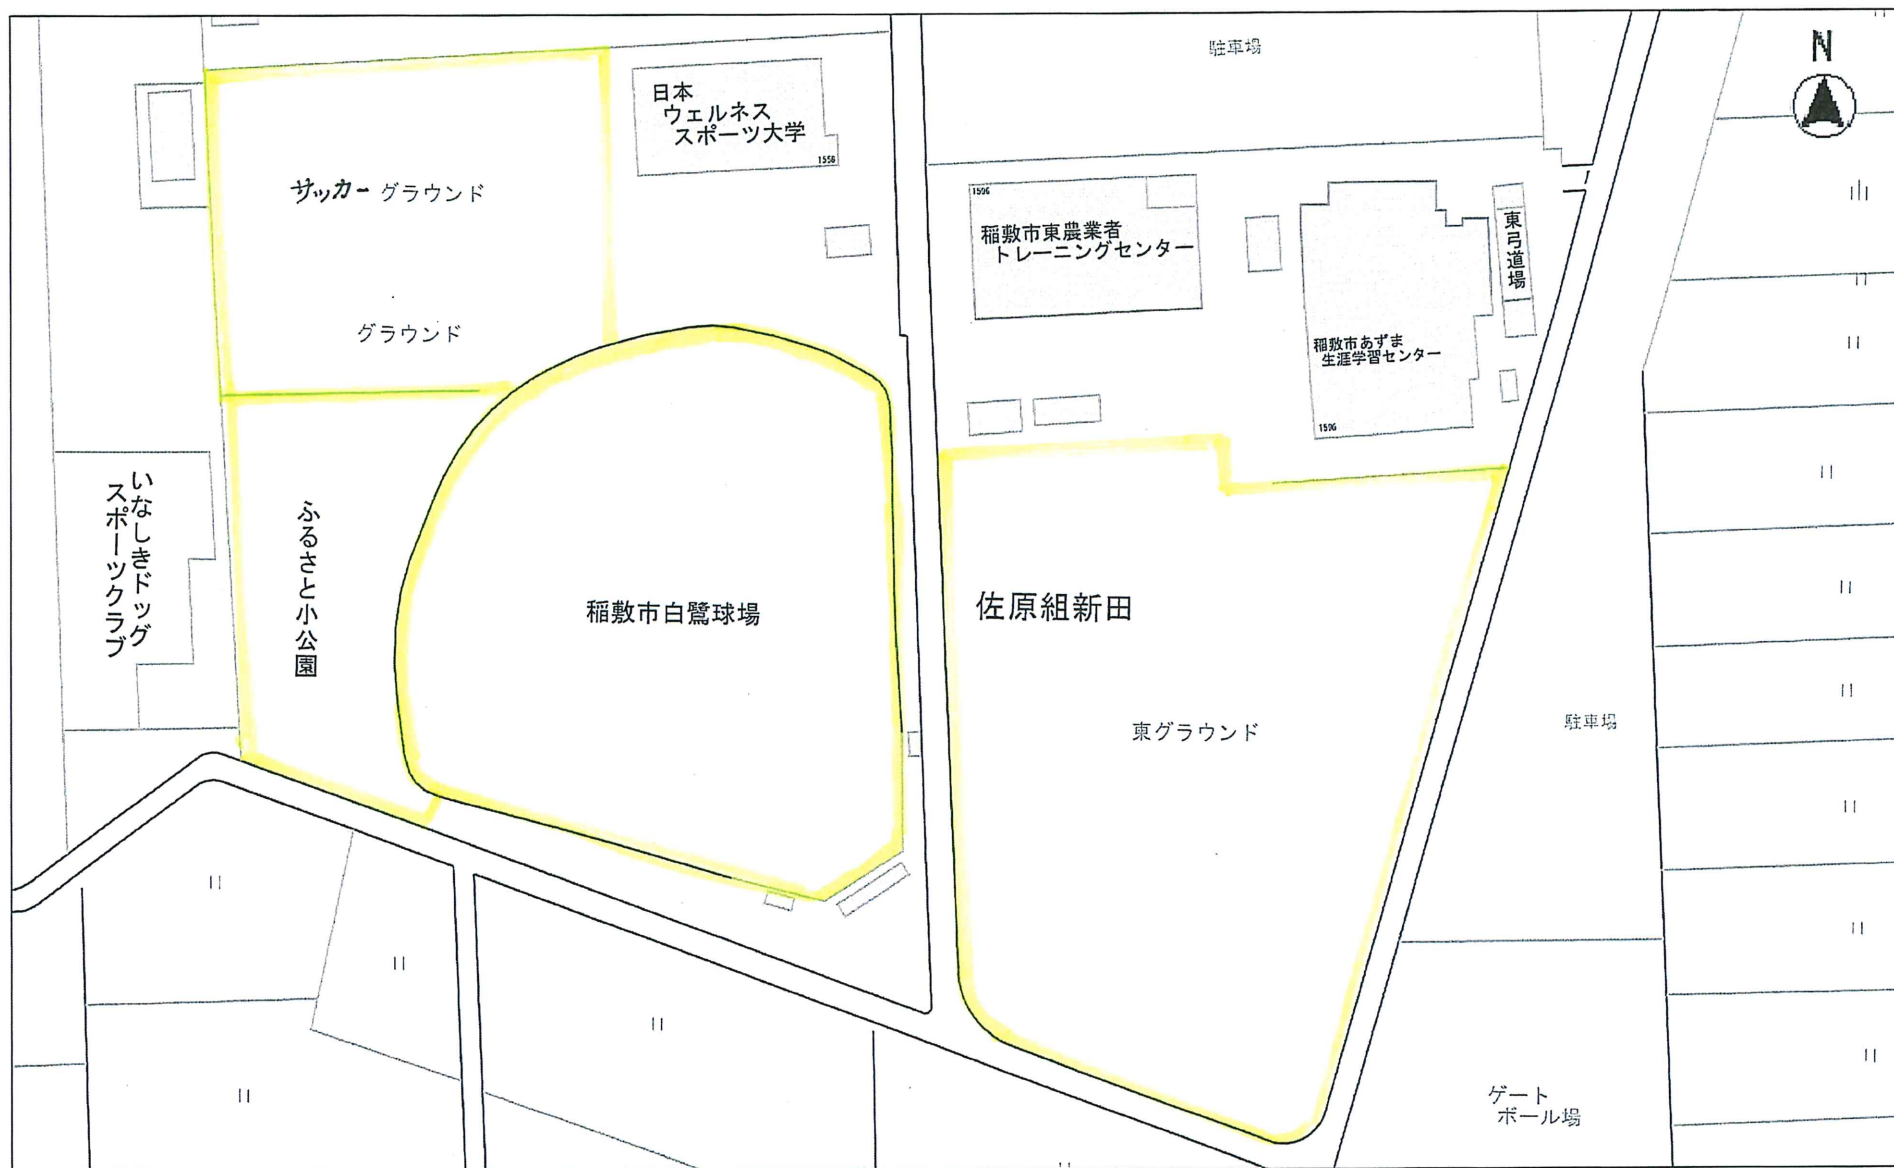 N
駐車場
日本
ウェルネス
スポーツ大学
1556
サッカー グラウンド
グラウンド
1596
稲敷市東農業者
トレーニングセンター
東弓道場
稲敷市あずま
生涯学習センター
1596
いなしきドッグ
スポーツクラブ
ふるさと小公園
稲敷市白鷺球場
佐原組新田
東グラウンド
駐車場
ゲート
ボール場